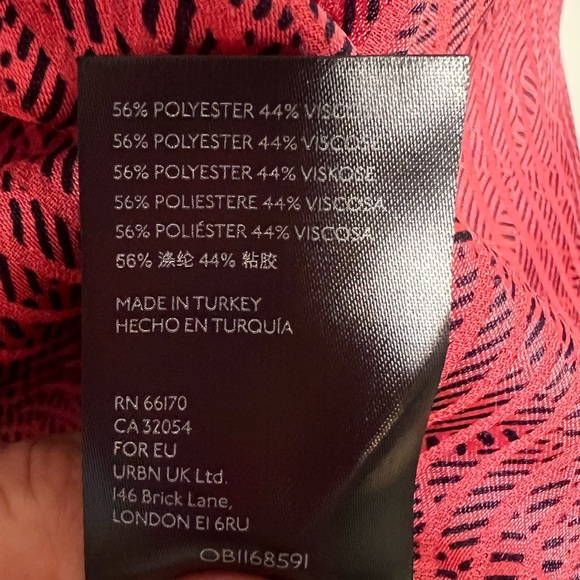 56% POLYESTER 44% VISCOSE
56% POLYESTER 44% VISCOSE
56% POLYESTER 44% VISKOSE
56% POLIESTERE 44% VISCOSA
56% POLIÉSTER 44% VISCOSA
56% 涤纶 44% 粘胶
MADE IN TURKEY
HECHO EN TURQUÍA
RN 66170
CA 32054
FOR EU
URBN UK Ltd.
146 Brick Lane,
LONDON E1 6RU
OB1168591